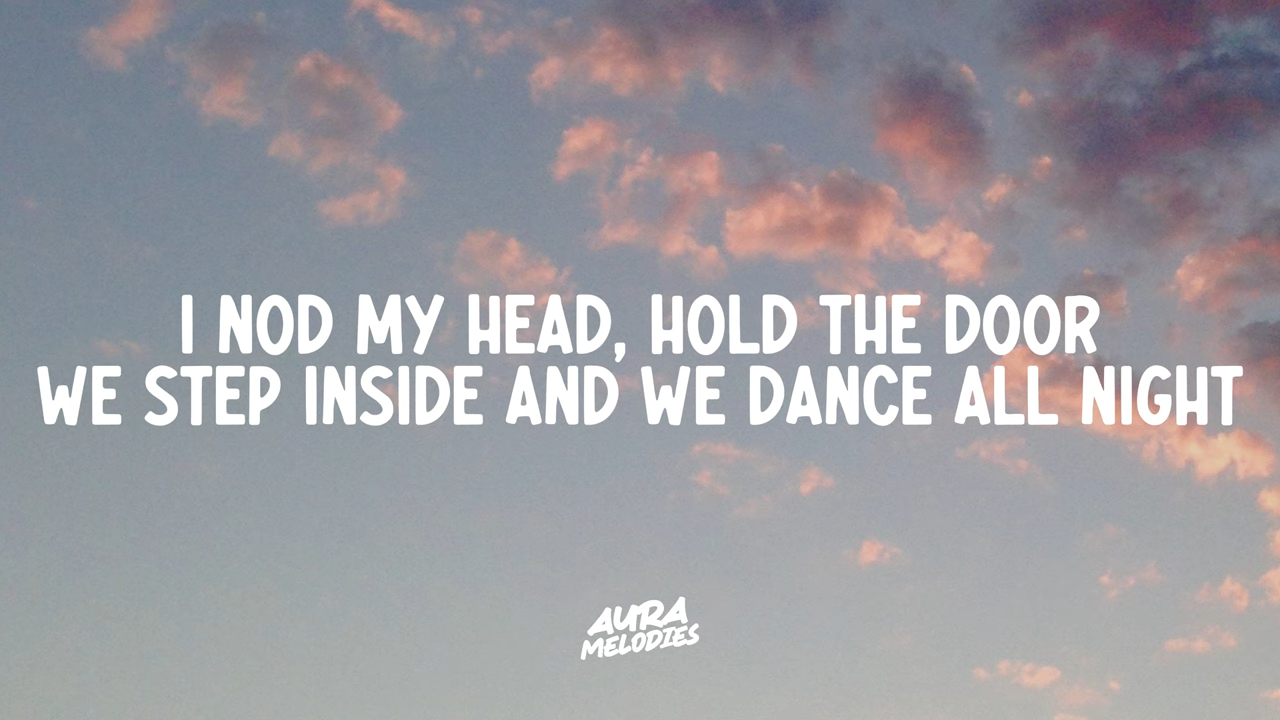 I NOD MY HEAD, HOLD THE DOOR
WE STEP INSIDE AND WE DANCE ALL NIGHT
AURA
MELODIES